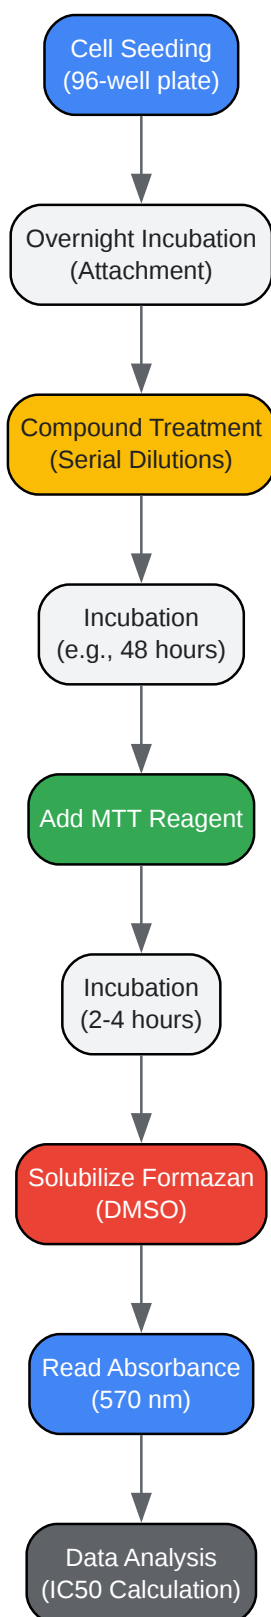 Cell Seeding
(96-well plate)
Overnight Incubation
(Attachment)
Compound Treatment
(Serial Dilutions)
Incubation
(e.g., 48 hours)
Add MTT Reagent
Incubation
(2-4 hours)
Solubilize Formazan
(DMSO)
Read Absorbance
(570 nm)
Data Analysis
(IC50 Calculation)